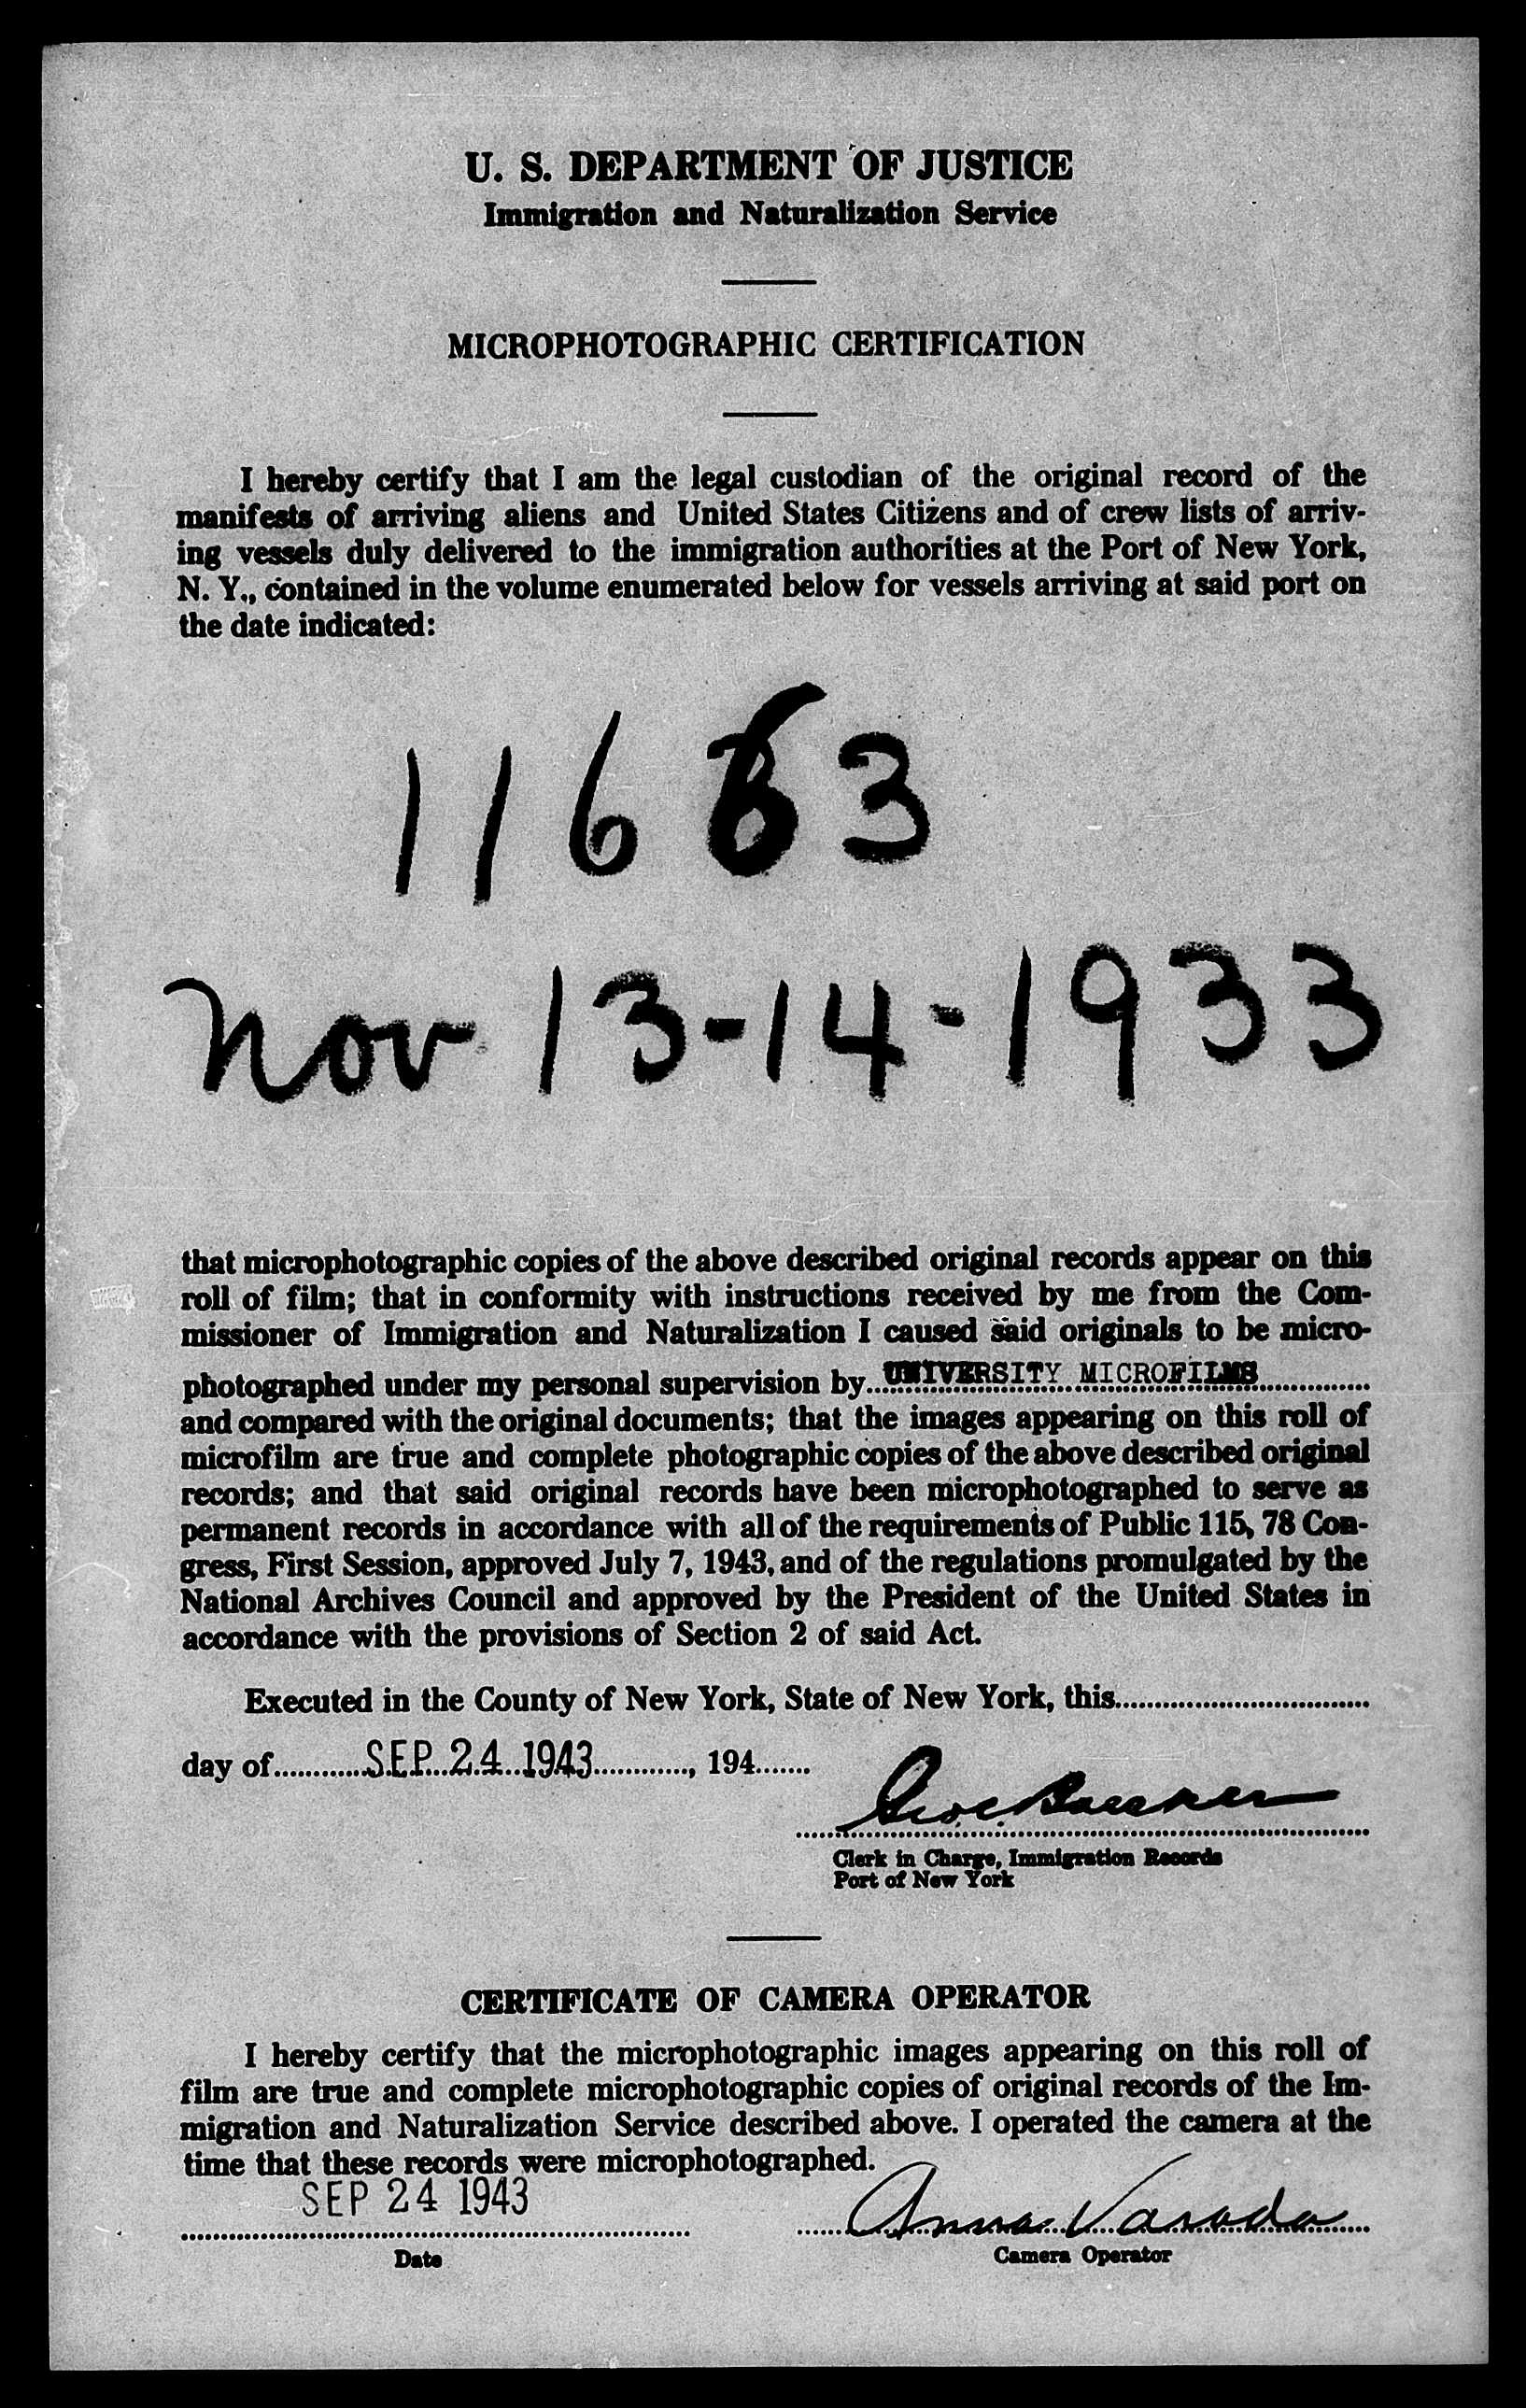 U. S. DEPARTMENT OF JUSTICE
Immigration and Naturalization Service
MICROPHOTOGRAPHIC CERTIFICATION
I hereby certify that I am the legal custodian of the original record of the
manifests of arriving aliens and United States Citizens and of crew lists of arriv-
ing vessels duly delivered to the immigration authorities at the Port of New York,
N. Y., contained in the volume enumerated below for vessels arriving at said port on
the date indicated:
11663
Nov 13-14-1933
that microphotographic copies of the above described original records appear on this
roll of film; that in conformity with instructions received by me from the Com-
missioner of Immigration and Naturalization I caused said originals to be micro-
photographed under my personal supervision by UNIVERSITY MICROFILMS
and compared with the original documents; that the images appearing on this roll of
microfilm are true and complete photographic copies of the above described original
records; and that said original records have been microphotographed to serve as
permanent records in accordance with all of the requirements of Public 115, 78 Con-
gress, First Session, approved July 7, 1943, and of the regulations promulgated by the
National Archives Council and approved by the President of the United States in
accordance with the provisions of Section 2 of said Act.
Executed in the County of New York, State of New York, this
day of SEP 24 1943, 194
Clerk in Charge, Immigration Records
Port of New York
CERTIFICATE OF CAMERA OPERATOR
I hereby certify that the microphotographic images appearing on this roll of
film are true and complete microphotographic copies of original records of the Im-
migration and Naturalization Service described above. I operated the camera at the
time that these records were microphotographed.
SEP 24 1943
Anna Varada
Date
Camera Operator